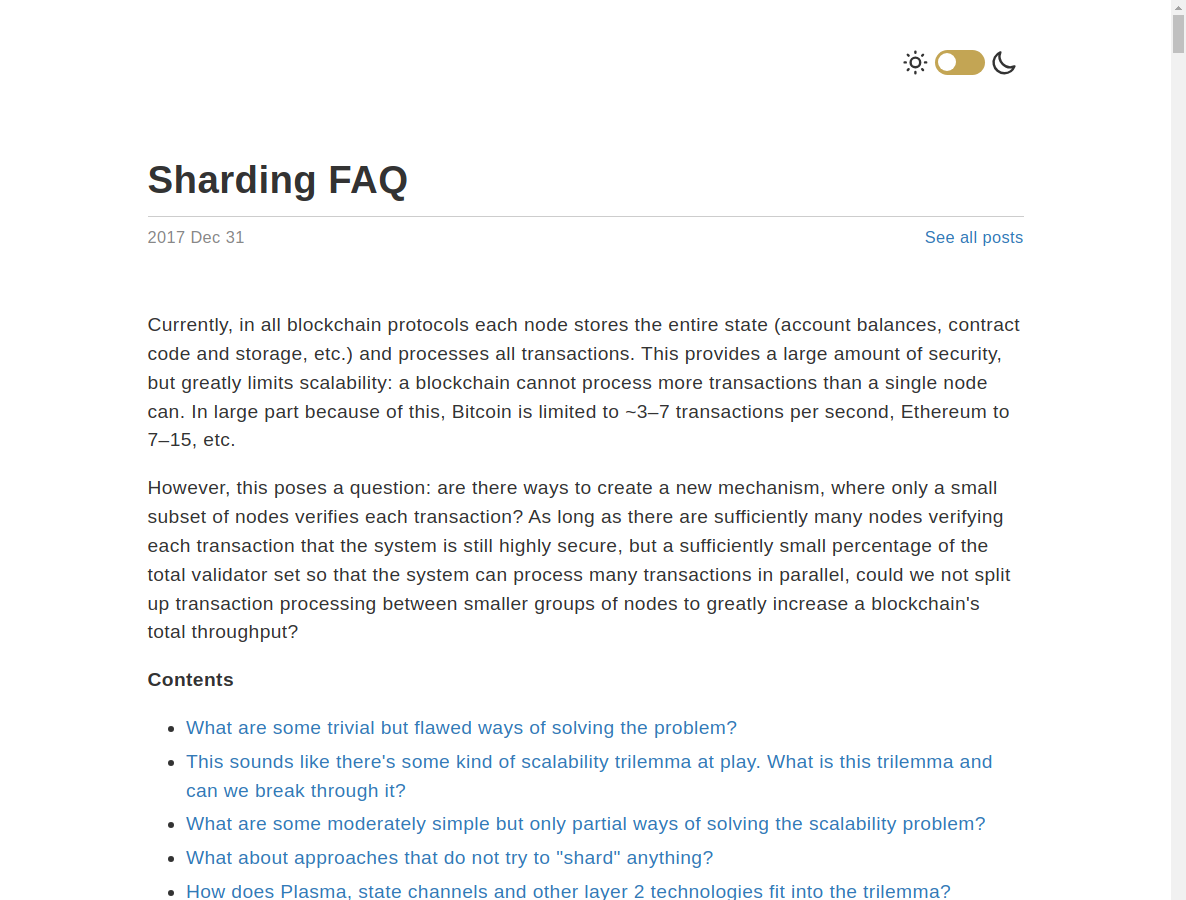 Sharding FAQ
2017 Dec 31
See all posts
Currently, in all blockchain protocols each node stores the entire state (account balances, contract
code and storage, etc.) and processes all transactions. This provides a large amount of security,
but greatly limits scalability: a blockchain cannot process more transactions than a single node
can. In large part because of this, Bitcoin is limited to ~3–7 transactions per second, Ethereum to
7–15, etc.
However, this poses a question: are there ways to create a new mechanism, where only a small
subset of nodes verifies each transaction? As long as there are sufficiently many nodes verifying
each transaction that the system is still highly secure, but a sufficiently small percentage of the
total validator set so that the system can process many transactions in parallel, could we not split
up transaction processing between smaller groups of nodes to greatly increase a blockchain's
total throughput?
Contents
What are some trivial but flawed ways of solving the problem?
This sounds like there's some kind of scalability trilemma at play. What is this trilemma and
can we break through it?
What are some moderately simple but only partial ways of solving the scalability problem?
What about approaches that do not try to "shard" anything?
How does Plasma, state channels and other layer 2 technologies fit into the trilemma?